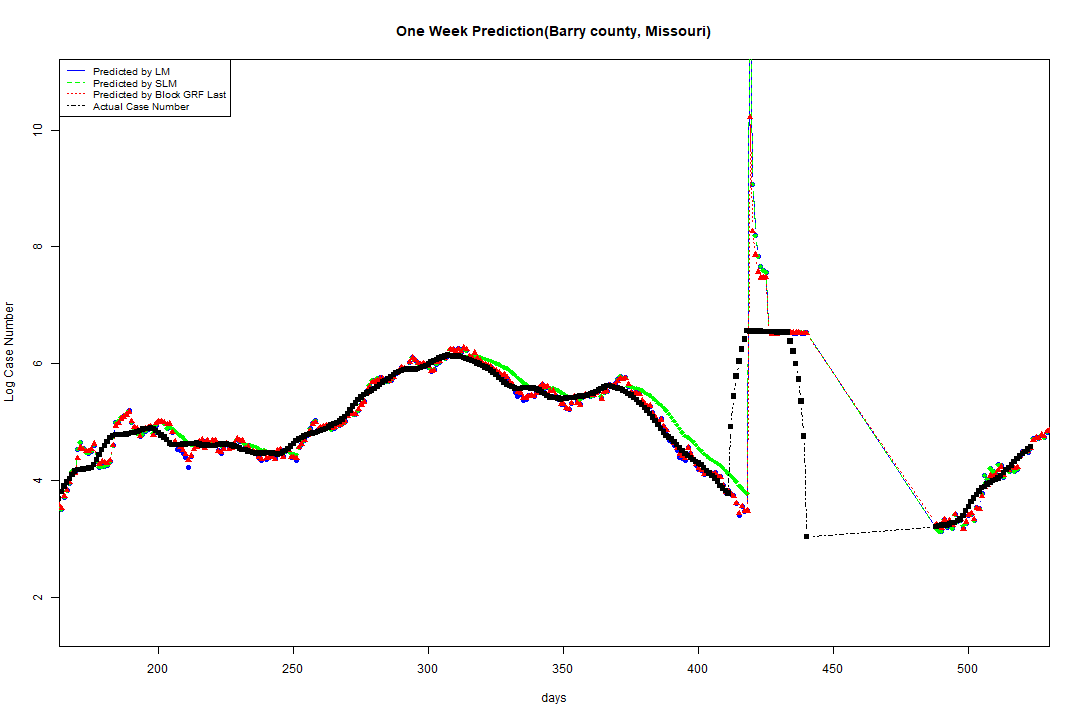 One Week Prediction(Barry county, Missouri)
Predicted by LM
Predicted by SLM
Predicted by Block GRF Last
Actual Case Number
Log Case Number
10
8
6
4
2
200 250 300 350 400 450 500
days